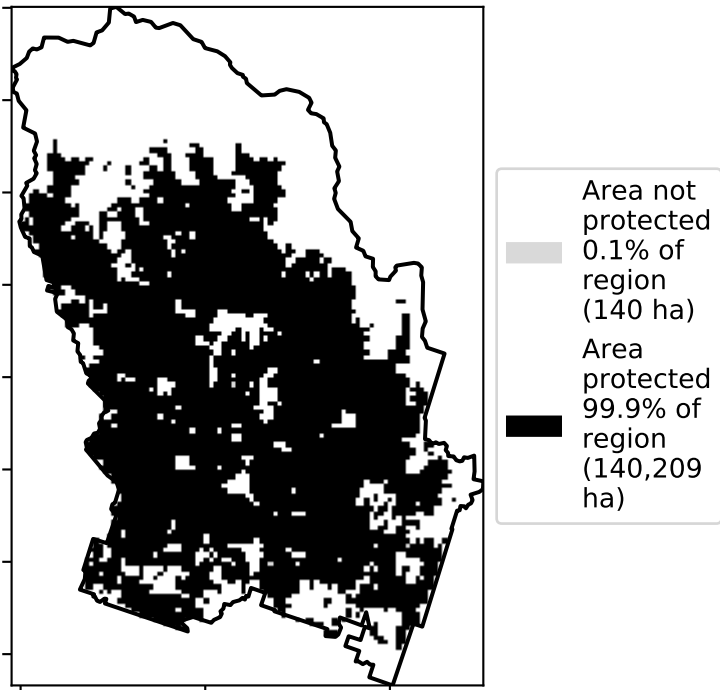 Area not
protected
0.1% of
region
(140 ha)
Area
protected
99.9% of
region
(140,209
ha)